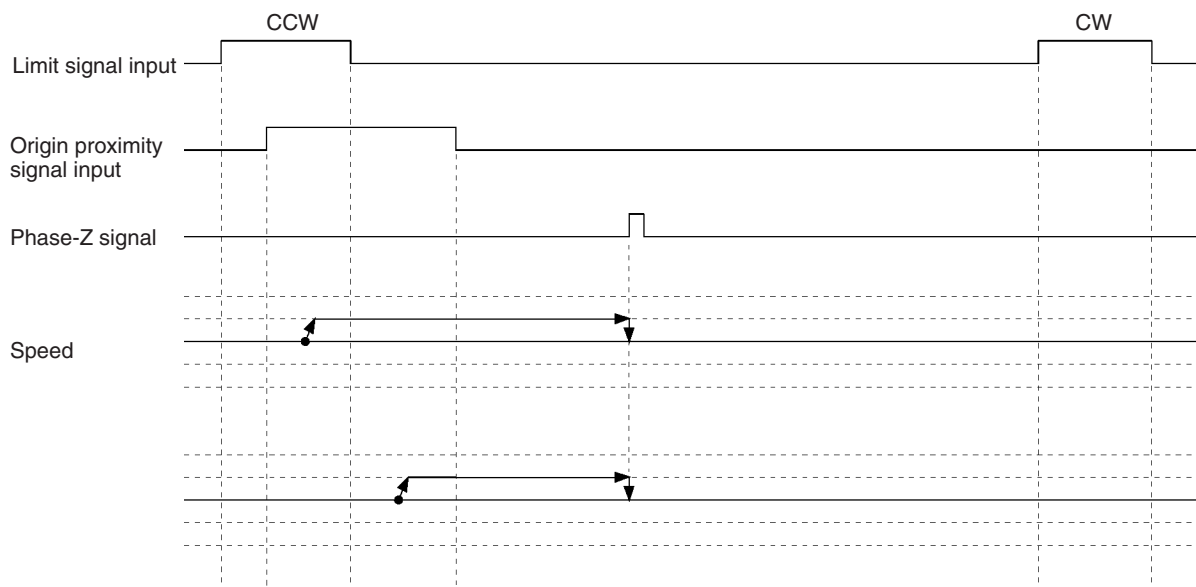 CCW
CW
Limit signal input
Origin proximity
signal input
Phase-Z signal
Speed